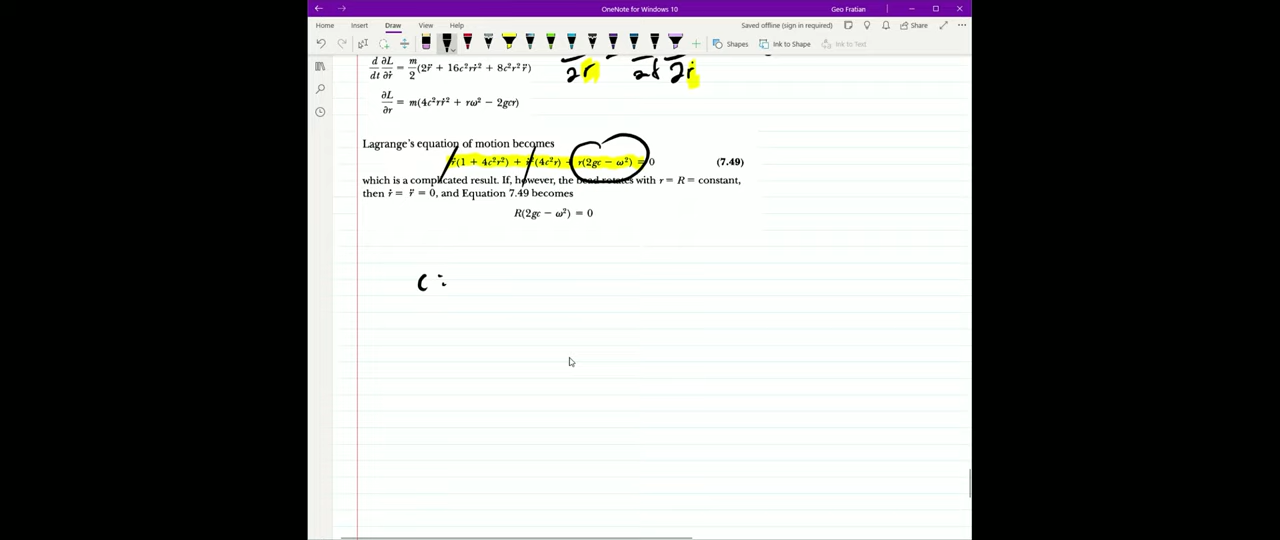 OneNote for Windows 10
Geo Fratian
Home Insert Draw View Help
Saved offline (sign in required) Share
Shapes Ink to Shape Ink to Text
2ṙ 2t 2ṙ
d/dt ∂L/∂ṙ = m/2 (2r̈ + 16c²rṙ² + 8c²r²r̈)
∂L/∂r = m(4c²rṙ² + rω² − 2gcr)
Lagrange's equation of motion becomes
r̈(1 + 4c²r²) + ṙ²(4c²r) + r(2gc − ω²) = 0 (7.49)
which is a complicated result. If, however, the bead rotates with r = R = constant,
then ṙ = r̈ = 0, and Equation 7.49 becomes
R(2gc − ω²) = 0
C =